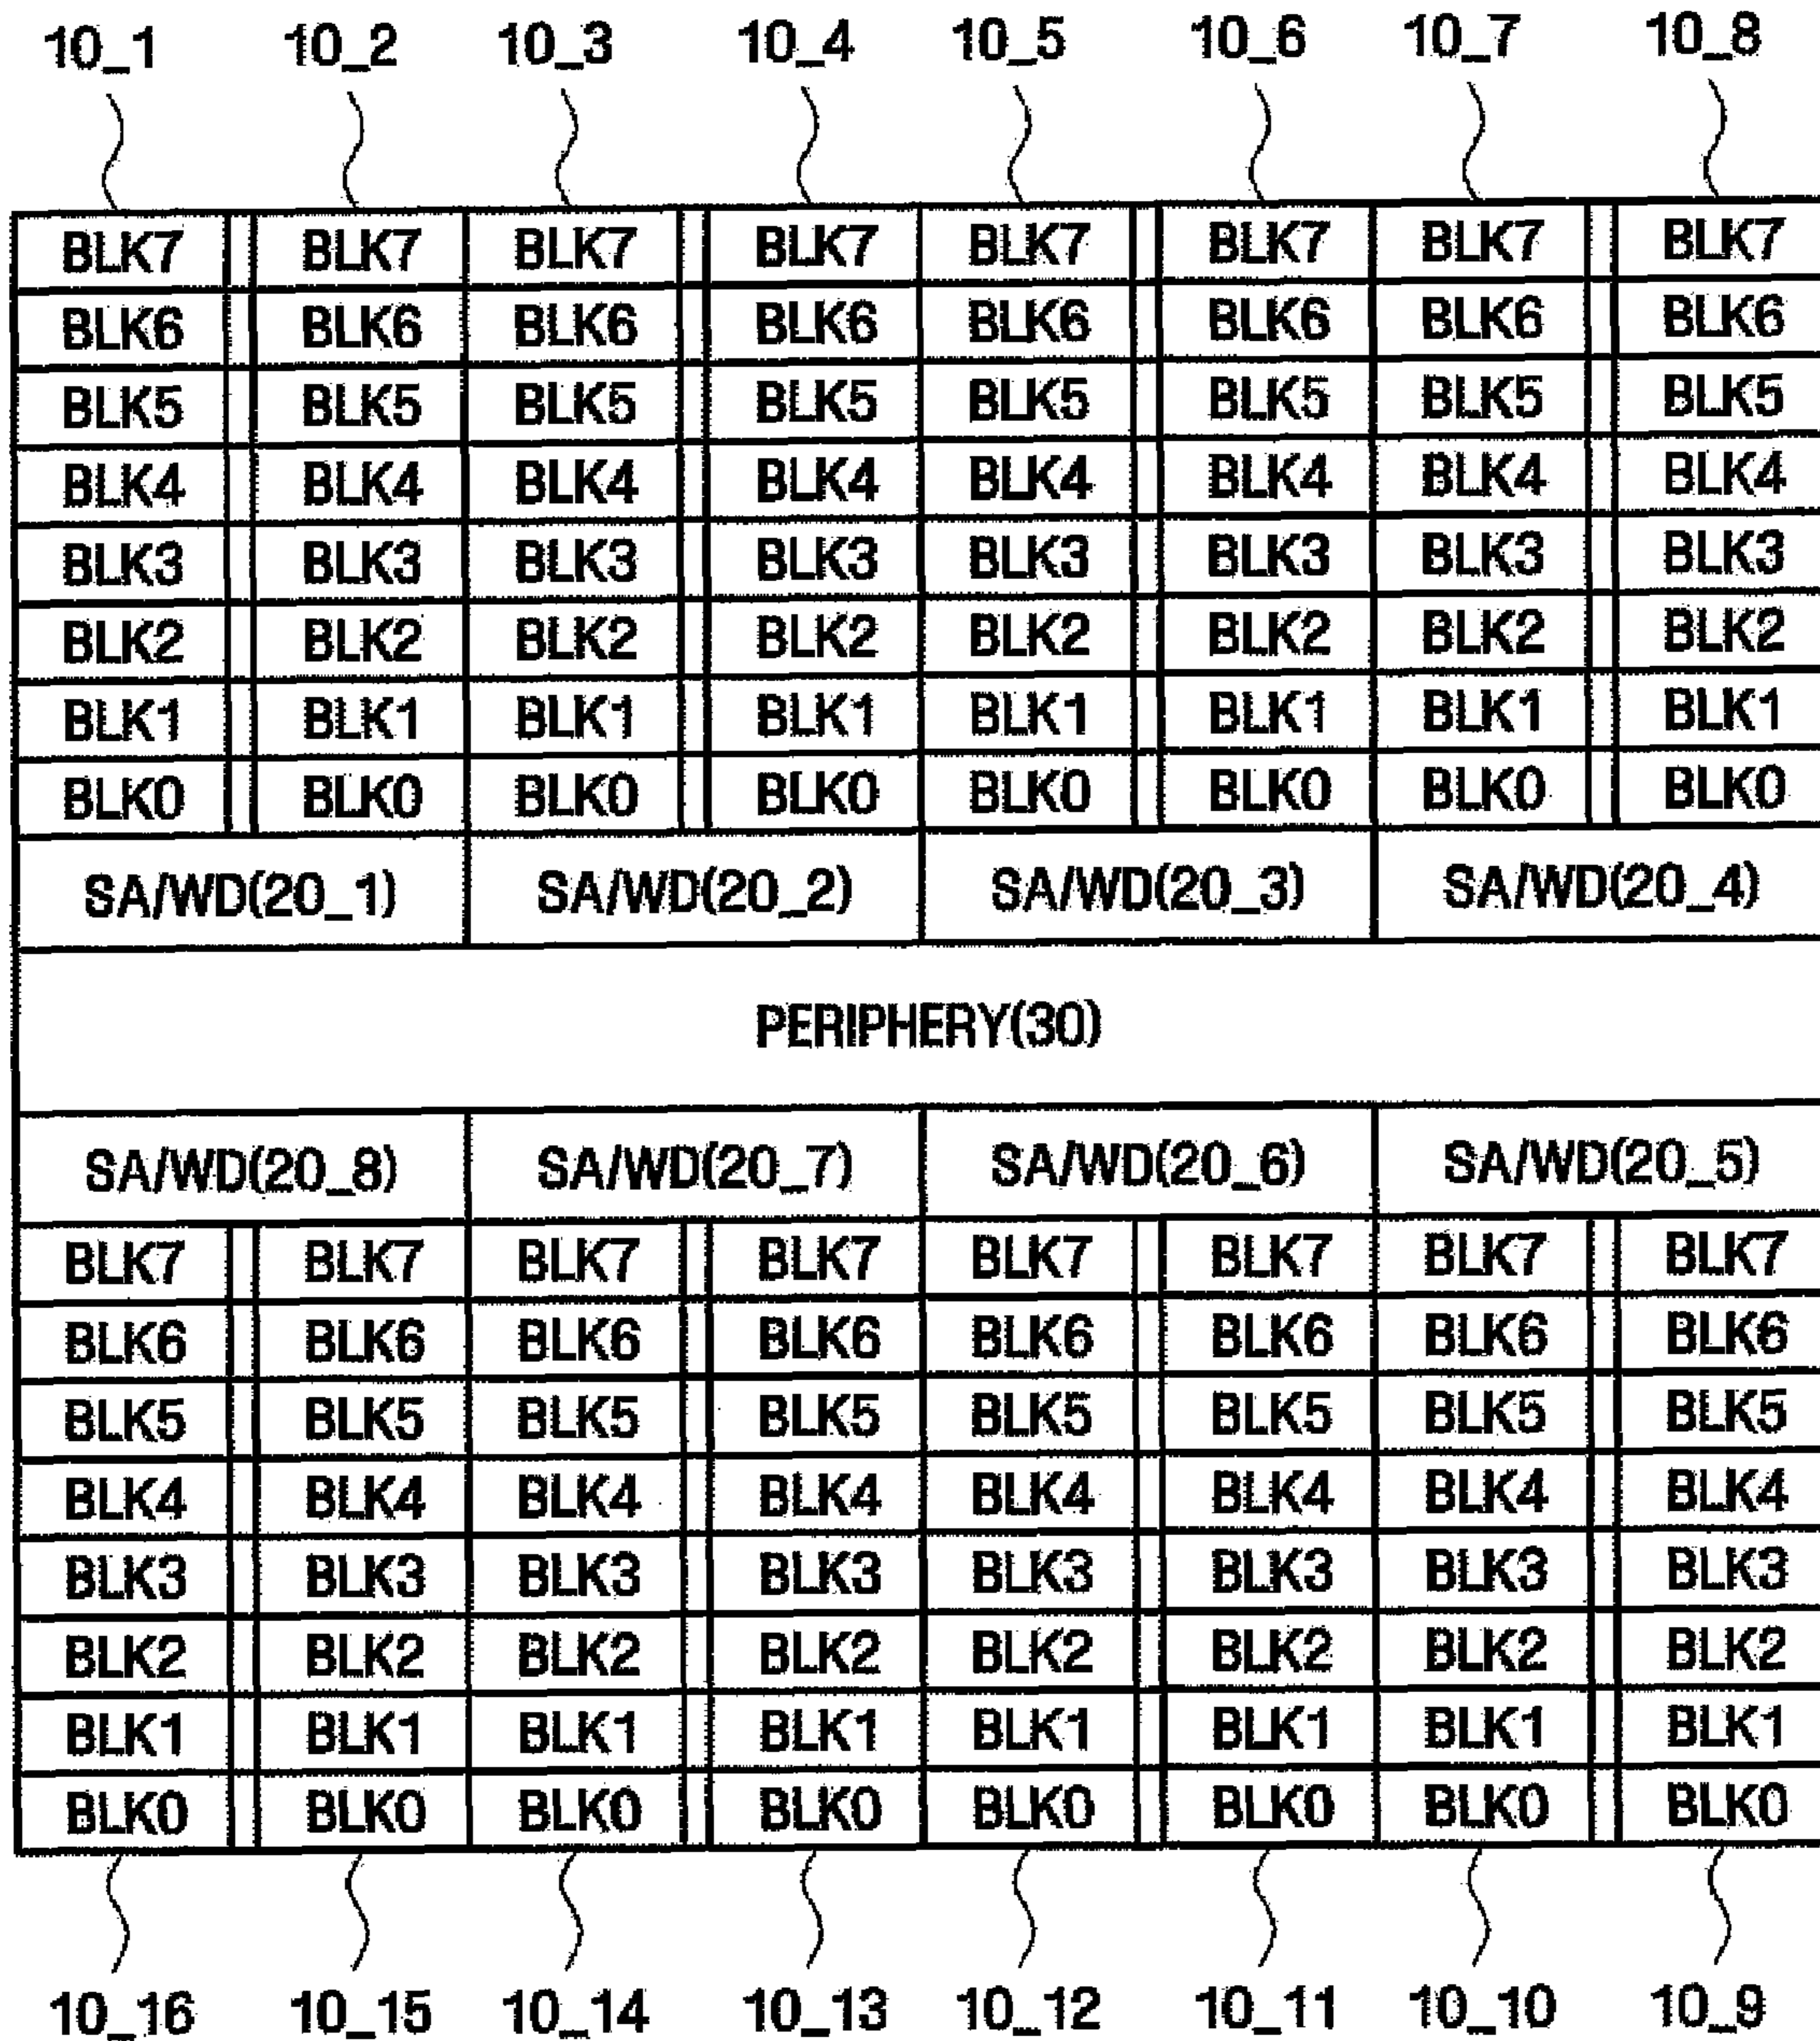 10_1 10_2 10_3 10_4 10_5 10_6 10_7 10_8
BLK7 BLK7 BLK7 BLK7 BLK7 BLK7 BLK7 BLK7
BLK6 BLK6 BLK6 BLK6 BLK6 BLK6 BLK6 BLK6
BLK5 BLK5 BLK5 BLK5 BLK5 BLK5 BLK5 BLK5
BLK4 BLK4 BLK4 BLK4 BLK4 BLK4 BLK4 BLK4
BLK3 BLK3 BLK3 BLK3 BLK3 BLK3 BLK3 BLK3
BLK2 BLK2 BLK2 BLK2 BLK2 BLK2 BLK2 BLK2
BLK1 BLK1 BLK1 BLK1 BLK1 BLK1 BLK1 BLK1
BLK0 BLK0 BLK0 BLK0 BLK0 BLK0 BLK0 BLK0
SA/WD(20_1) SA/WD(20_2) SA/WD(20_3) SA/WD(20_4)
PERIPHERY(30)
SA/WD(20_8) SA/WD(20_7) SA/WD(20_6) SA/WD(20_5)
BLK7 BLK7 BLK7 BLK7 BLK7 BLK7 BLK7 BLK7
BLK6 BLK6 BLK6 BLK6 BLK6 BLK6 BLK6 BLK6
BLK5 BLK5 BLK5 BLK5 BLK5 BLK5 BLK5 BLK5
BLK4 BLK4 BLK4 BLK4 BLK4 BLK4 BLK4 BLK4
BLK3 BLK3 BLK3 BLK3 BLK3 BLK3 BLK3 BLK3
BLK2 BLK2 BLK2 BLK2 BLK2 BLK2 BLK2 BLK2
BLK1 BLK1 BLK1 BLK1 BLK1 BLK1 BLK1 BLK1
BLK0 BLK0 BLK0 BLK0 BLK0 BLK0 BLK0 BLK0
10_16 10_15 10_14 10_13 10_12 10_11 10_10 10_9